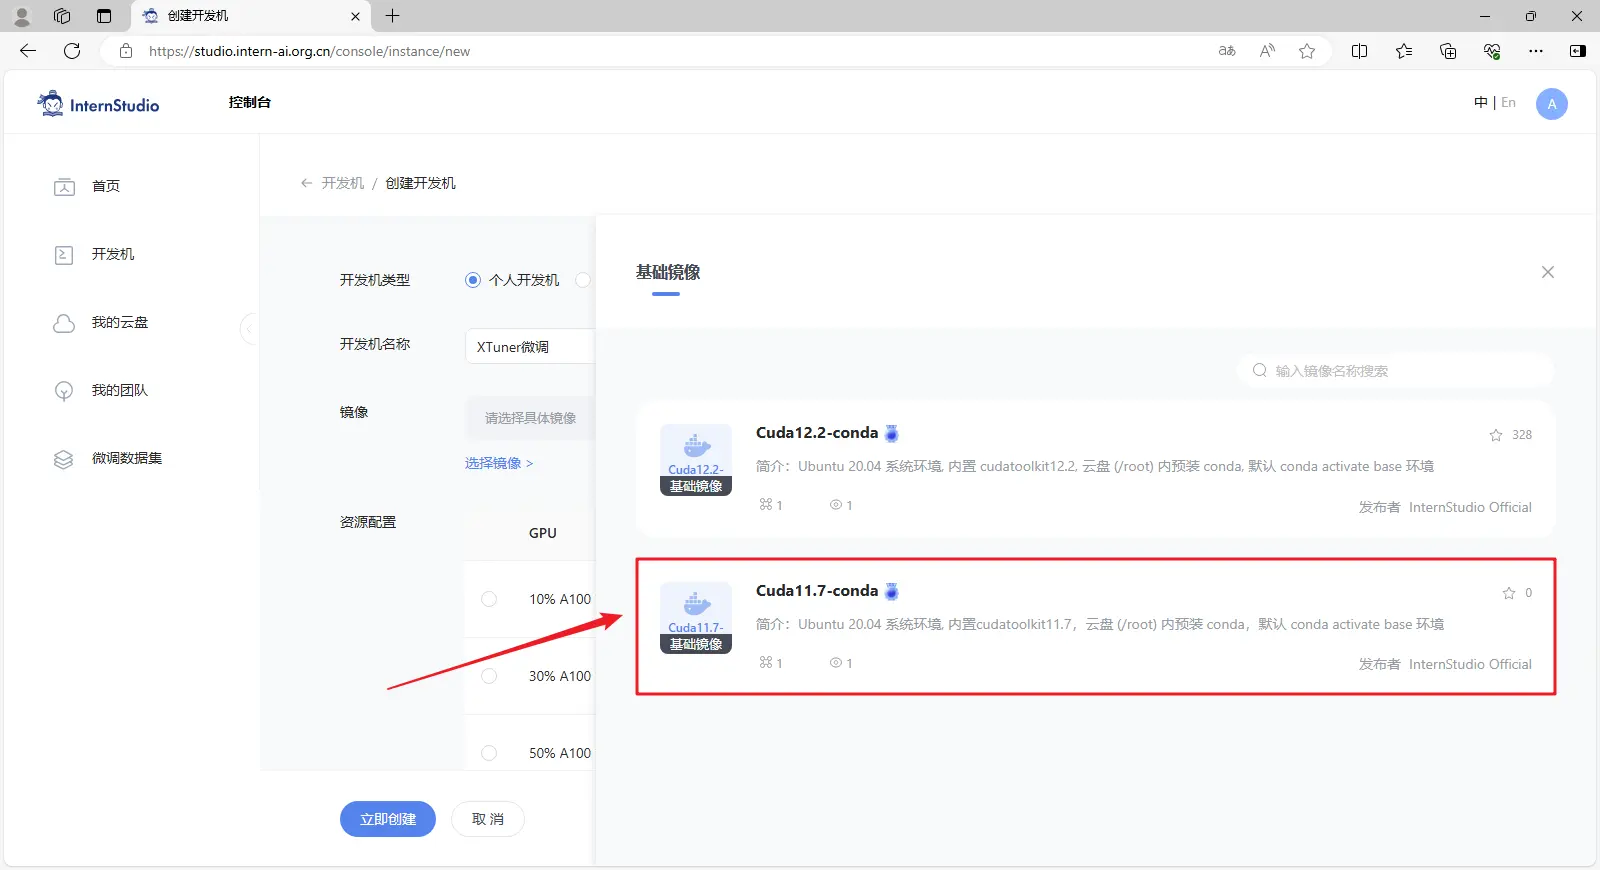 创建开发机
https://studio.intern-ai.org.cn/console/instance/new
InternStudio
控制台
中 | En
A
首页
开发机
我的云盘
我的团队
微调数据集
开发机 / 创建开发机
开发机类型
个人开发机
开发机名称
XTuner微调
镜像
请选择具体镜像
选择镜像 >
资源配置
GPU
10% A100
30% A100
50% A100
立即创建
取 消
基础镜像
输入镜像名称搜索
Cuda12.2-
基础镜像
Cuda12.2-conda
328
简介：Ubuntu 20.04 系统环境, 内置 cudatoolkit12.2, 云盘 (/root) 内预装 conda, 默认 conda activate base 环境
1
1
发布者 InternStudio Official
Cuda11.7-
基础镜像
Cuda11.7-conda
0
简介：Ubuntu 20.04 系统环境, 内置cudatoolkit11.7，云盘 (/root) 内预装 conda，默认 conda activate base 环境
1
1
发布者 InternStudio Official